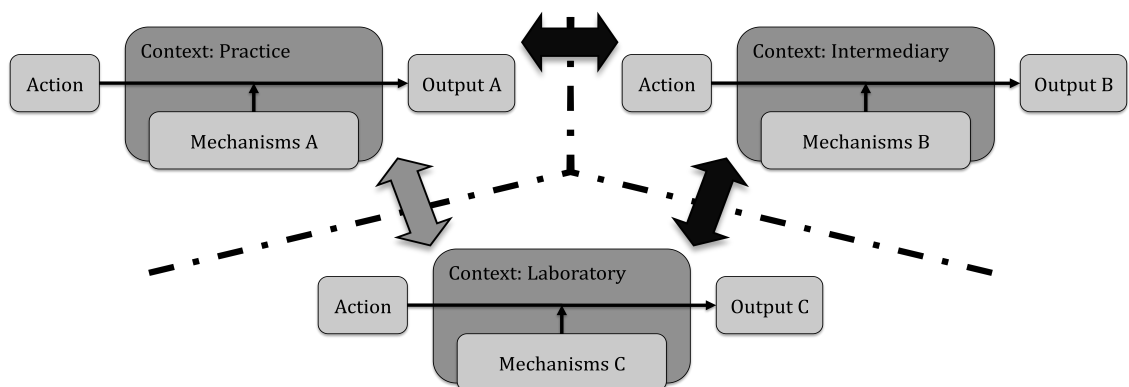 Context: Practice
Action
Output A
Mechanisms A
Context: Intermediary
Action
Output B
Mechanisms B
Context: Laboratory
Action
Output C
Mechanisms C